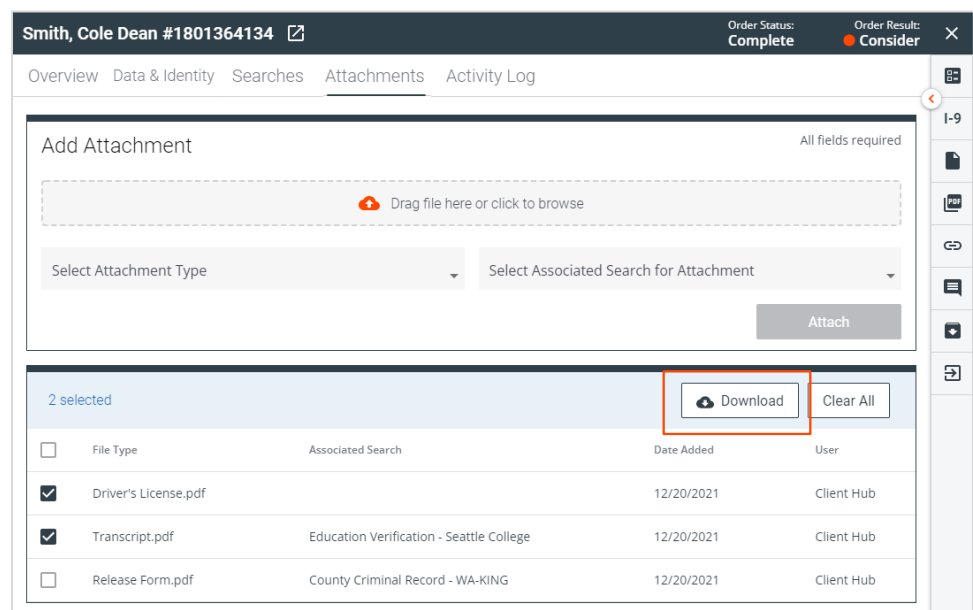 Smith, Cole Dean #1801364134
Order Status:
Complete
Order Result:
Consider
Overview Data & Identity Searches Attachments Activity Log
I-9
PDF
Add Attachment
All fields required
Drag file here or click to browse
Select Attachment Type
Select Associated Search for Attachment
Attach
2 selected
Download
Clear All
File Type Associated Search Date Added User
Driver's License.pdf 12/20/2021 Client Hub
Transcript.pdf Education Verification - Seattle College 12/20/2021 Client Hub
Release Form.pdf County Criminal Record - WA-KING 12/20/2021 Client Hub